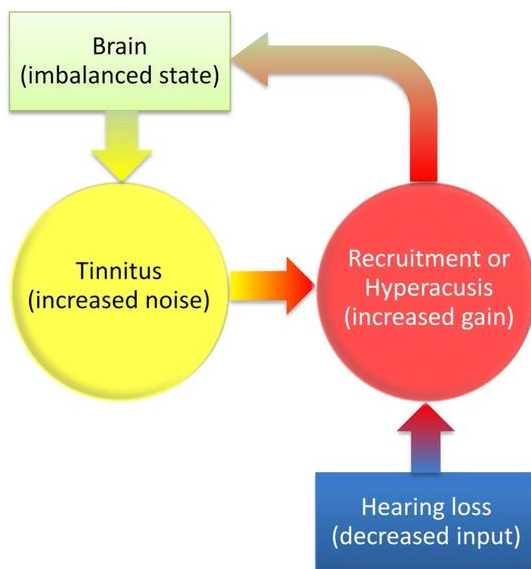 Brain
(imbalanced state)
Tinnitus
(increased noise)
Recruitment or
Hyperacusis
(increased gain)
Hearing loss
(decreased input)